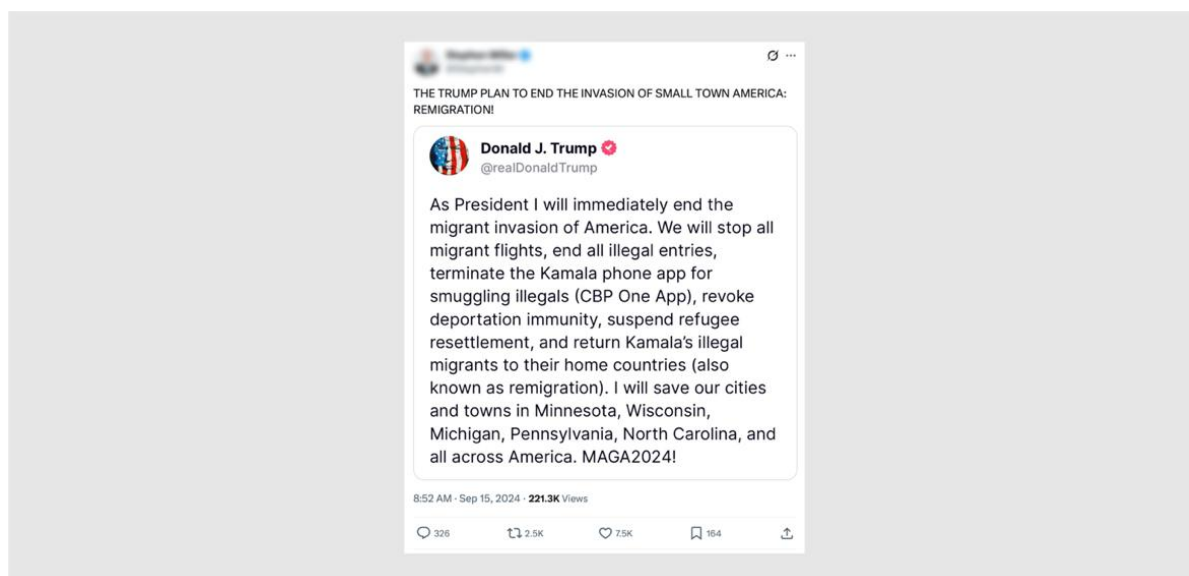 THE TRUMP PLAN TO END THE INVASION OF SMALL TOWN AMERICA:
REMIGRATION!
Donald J. Trump
@realDonaldTrump
As President I will immediately end the
migrant invasion of America. We will stop all
migrant flights, end all illegal entries,
terminate the Kamala phone app for
smuggling illegals (CBP One App), revoke
deportation immunity, suspend refugee
resettlement, and return Kamala’s illegal
migrants to their home countries (also
known as remigration). I will save our cities
and towns in Minnesota, Wisconsin,
Michigan, Pennsylvania, North Carolina, and
all across America. MAGA2024!
8:52 AM · Sep 15, 2024 · 221.3K Views
326 2.5K 7.5K 164